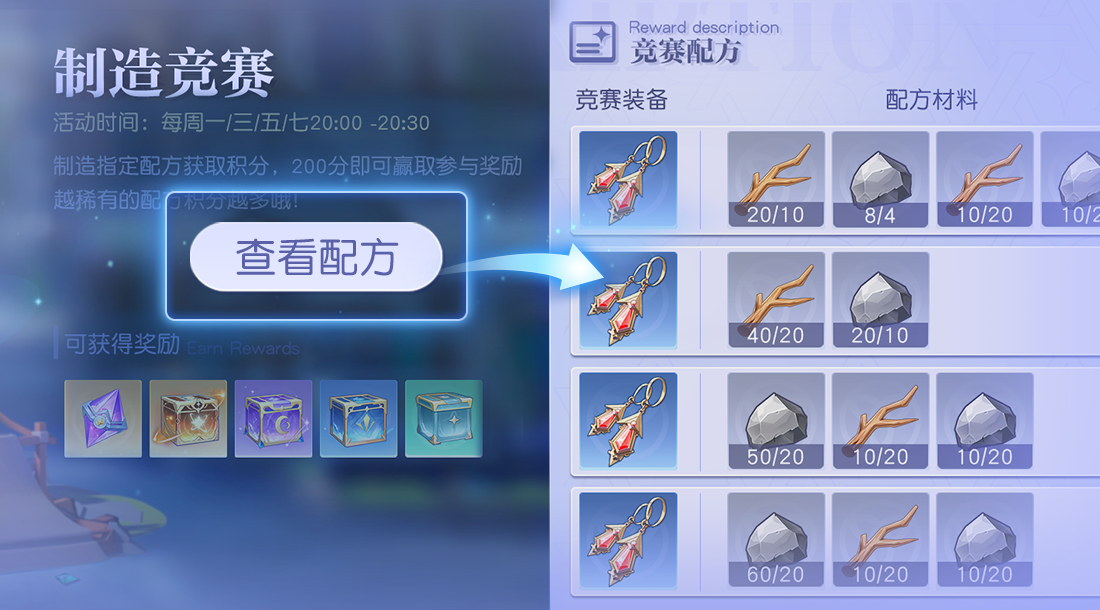 制造竞赛
活动时间：每周一/三/五/七20:00 -20:30
制造指定配方获取积分，200分即可赢取参与奖励
越稀有的配方积分越多哦!
查看配方
可获得奖励 Earn Rewards
Reward description
竞赛配方
竞赛装备 配方材料
20/10 8/4 10/20
40/20 20/10
50/20 10/20 10/20
60/20 10/20 10/20